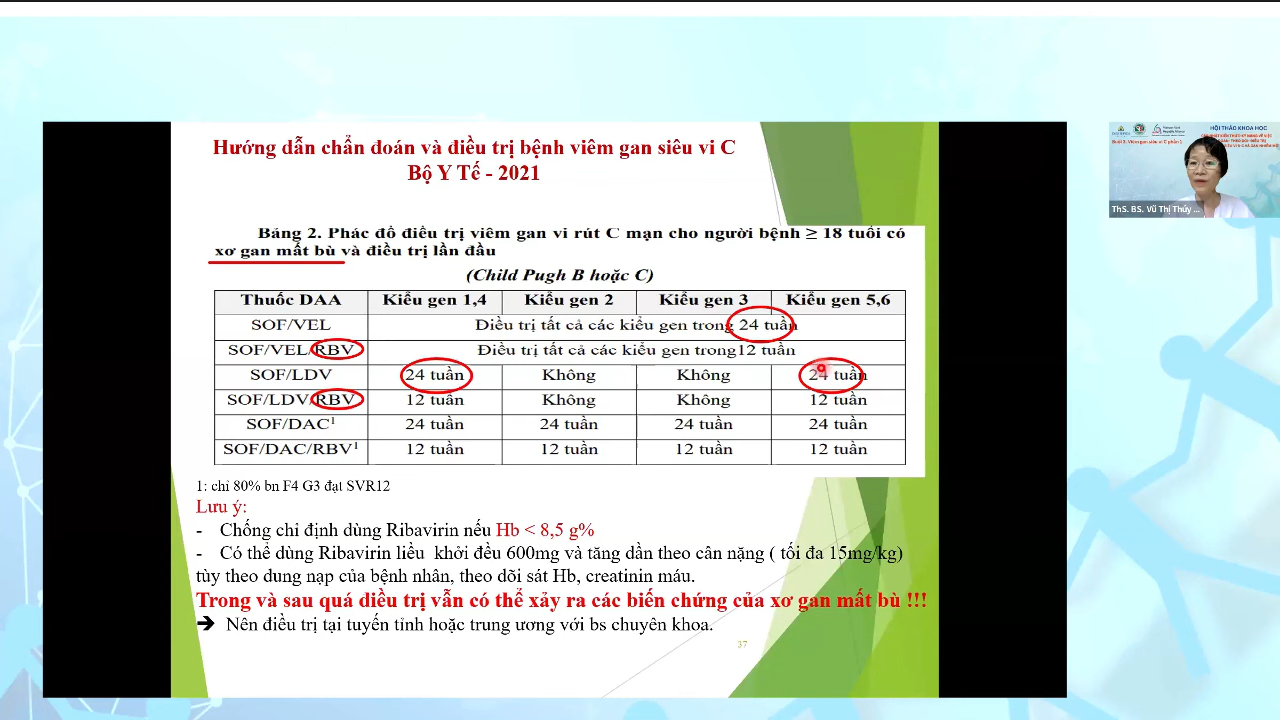 Hướng dẫn chẩn đoán và điều trị bệnh viêm gan siêu vi C
Bộ Y Tế - 2021
Bảng 2. Phác đồ điều trị viêm gan vi rút C mạn cho người bệnh ≥ 18 tuổi có
xơ gan mất bù và điều trị lần đầu
(Child Pugh B hoặc C)
Thuốc DAA Kiểu gen 1,4 Kiểu gen 2 Kiểu gen 3 Kiểu gen 5,6
SOF/VEL Điều trị tất cả các kiểu gen trong 24 tuần
SOF/VEL/RBV Điều trị tất cả các kiểu gen trong12 tuần
SOF/LDV 24 tuần Không Không 24 tuần
SOF/LDV/RBV 12 tuần Không Không 12 tuần
SOF/DAC¹ 24 tuần 24 tuần 24 tuần 24 tuần
SOF/DAC/RBV¹ 12 tuần 12 tuần 12 tuần 12 tuần
1: chỉ 80% bn F4 G3 đạt SVR12
Lưu ý:
- Chống chỉ định dùng Ribavirin nếu Hb < 8,5 g%
- Có thể dùng Ribavirin liều khởi đều 600mg và tăng dần theo cân nặng ( tối đa 15mg/kg)
tùy theo dung nạp của bệnh nhân, theo dõi sát Hb, creatinin máu.
Trong và sau quá điều trị vẫn có thể xảy ra các biến chứng của xơ gan mất bù !!!
➔ Nên điều trị tại tuyến tỉnh hoặc trung ương với bs chuyên khoa.
37
HỘI THẢO KHOA HỌC
ThS. BS. Vũ Thị Thúy ...